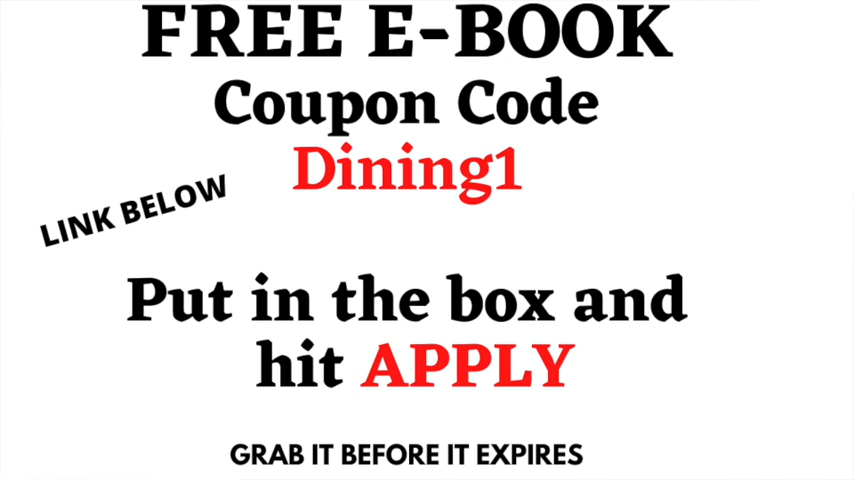 FREE E-BOOK
Coupon Code
Dining1
LINK BELOW
Put in the box and
hit APPLY
GRAB IT BEFORE IT EXPIRES